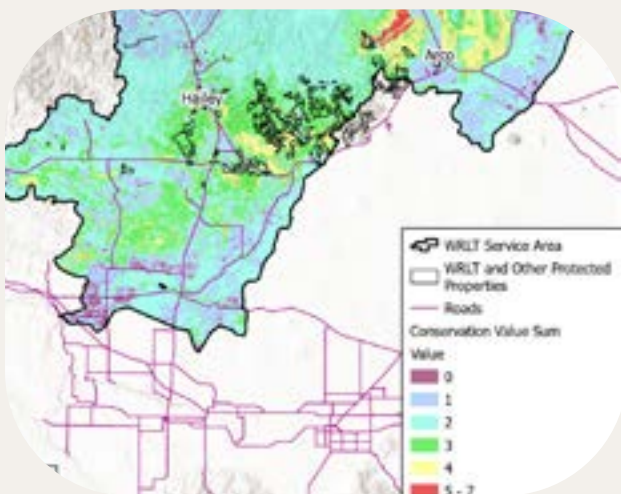 Arco
Hailey
WRLT Service Area
WRLT and Other Protected
Properties
Roads
Conservation Value Sum
Value
0
1
2
3
4
5 - 7